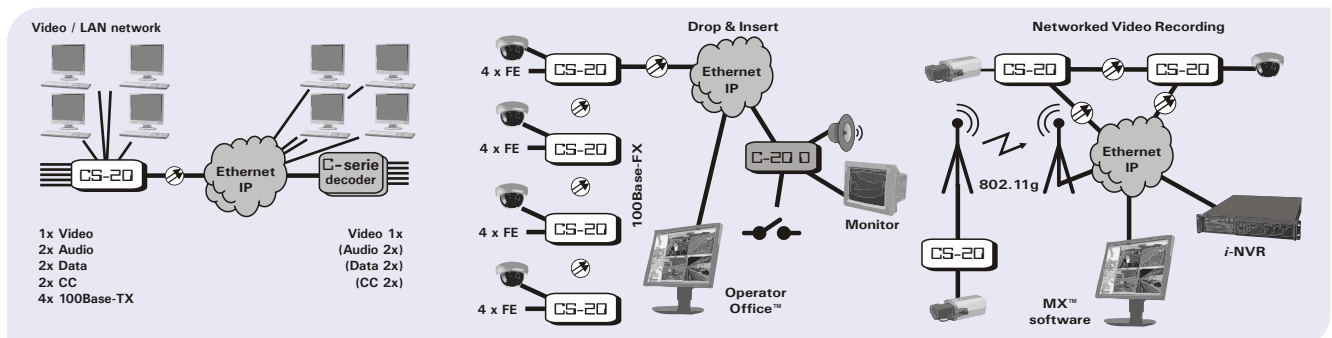 Video / LAN network
CS-20
Ethernet
IP
C-serie
decoder
1x Video
2x Audio
2x Data
2x CC
4x 100Base-TX
Video 1x
(Audio 2x)
(Data 2x)
(CC 2x)
Drop & Insert
4 x FE
CS-20
4 x FE
CS-20
4 x FE
CS-20
4 x FE
CS-20
100Base-FX
Ethernet
IP
C-20 D
Monitor
Operator
Office™
Networked Video Recording
CS-20
CS-20
802.11g
Ethernet
IP
CS-20
i-NVR
MX™
software